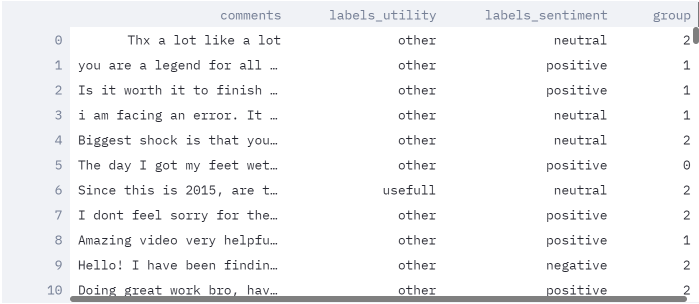 comments labels_utility labels_sentiment group
0 Thx a lot like a lot other neutral 2
1 you are a legend for all … other positive 1
2 Is it worth it to finish … other positive 1
3 i am facing an error. It … other neutral 1
4 Biggest shock is that you… other neutral 2
5 The day I got my feet wet… other positive 0
6 Since this is 2015, are t… usefull neutral 2
7 I dont feel sorry for the… other positive 2
8 Amazing video very helpfu… other positive 1
9 Hello! I have been findin… other negative 2
10 Doing great work bro, hav… other positive 2